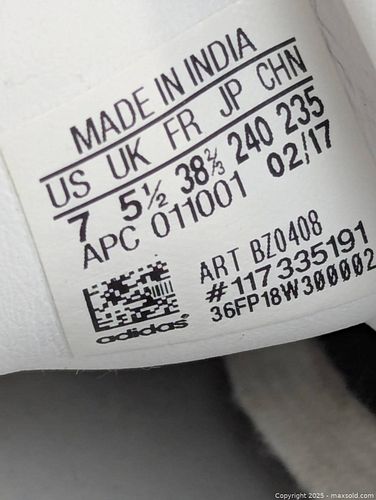 MADE IN INDIA
US UK FR JP CHN
7 5½ 38⅔ 240 235
APC 011001 02/17
ART BZ0408
#117335191
36FP18W300002
adidas®
Copyright 2025 - maxsold.com